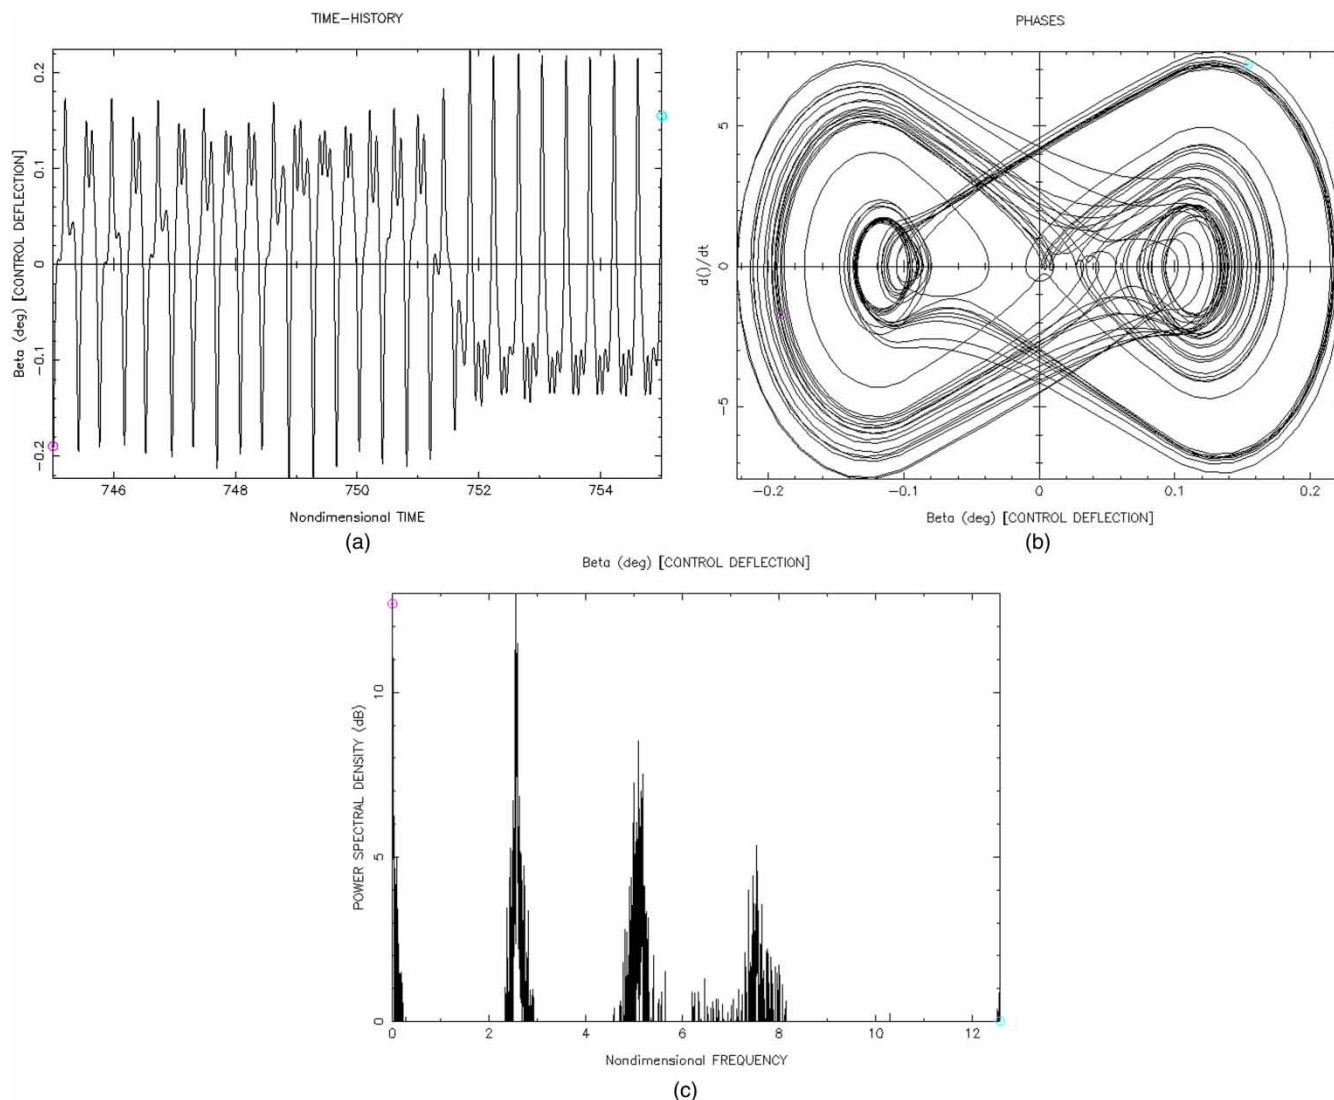 TIME-HISTORY
PHASES
Beta (deg) [CONTROL DEFLECTION]
0.2
0.1
0
-0.1
-0.2
746
748
750
752
754
Nondimensional TIME
(a)
d()/dt
5
0
-5
-0.2
-0.1
0
0.1
0.2
Beta (deg) [CONTROL DEFLECTION]
(b)
Beta (deg) [CONTROL DEFLECTION]
POWER SPECTRAL DENSITY (dB)
10
5
0
0
2
4
6
8
10
12
Nondimensional FREQUENCY
(c)